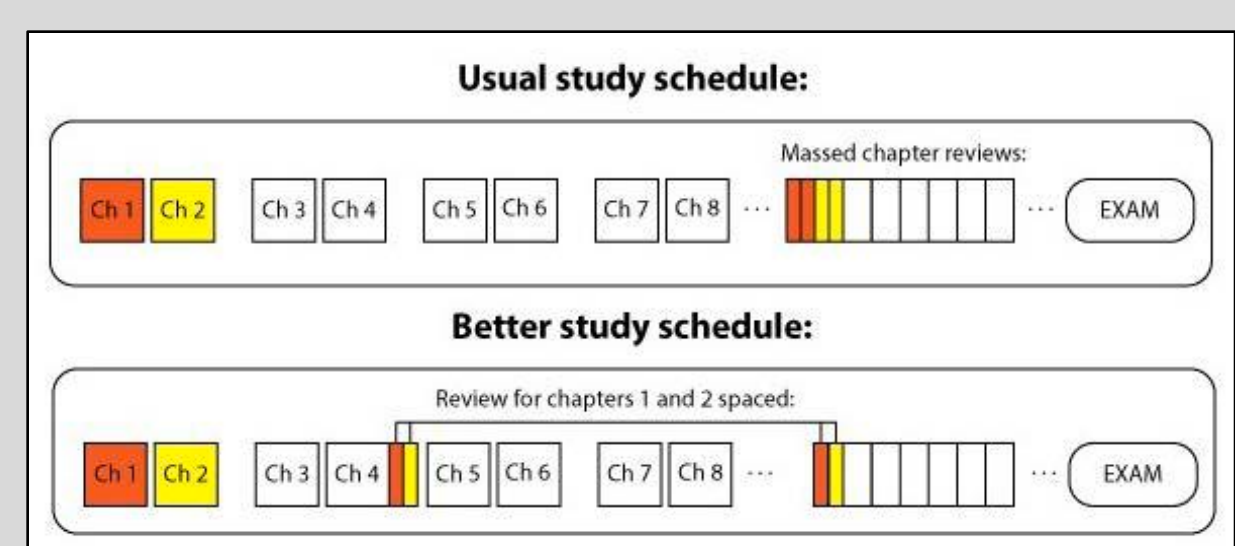 Usual study schedule:
Massed chapter reviews:
Ch 1 Ch 2 Ch 3 Ch 4 Ch 5 Ch 6 Ch 7 Ch 8 ... ... EXAM
Better study schedule:
Review for chapters 1 and 2 spaced:
Ch 1 Ch 2 Ch 3 Ch 4 Ch 5 Ch 6 Ch 7 Ch 8 ... ... EXAM